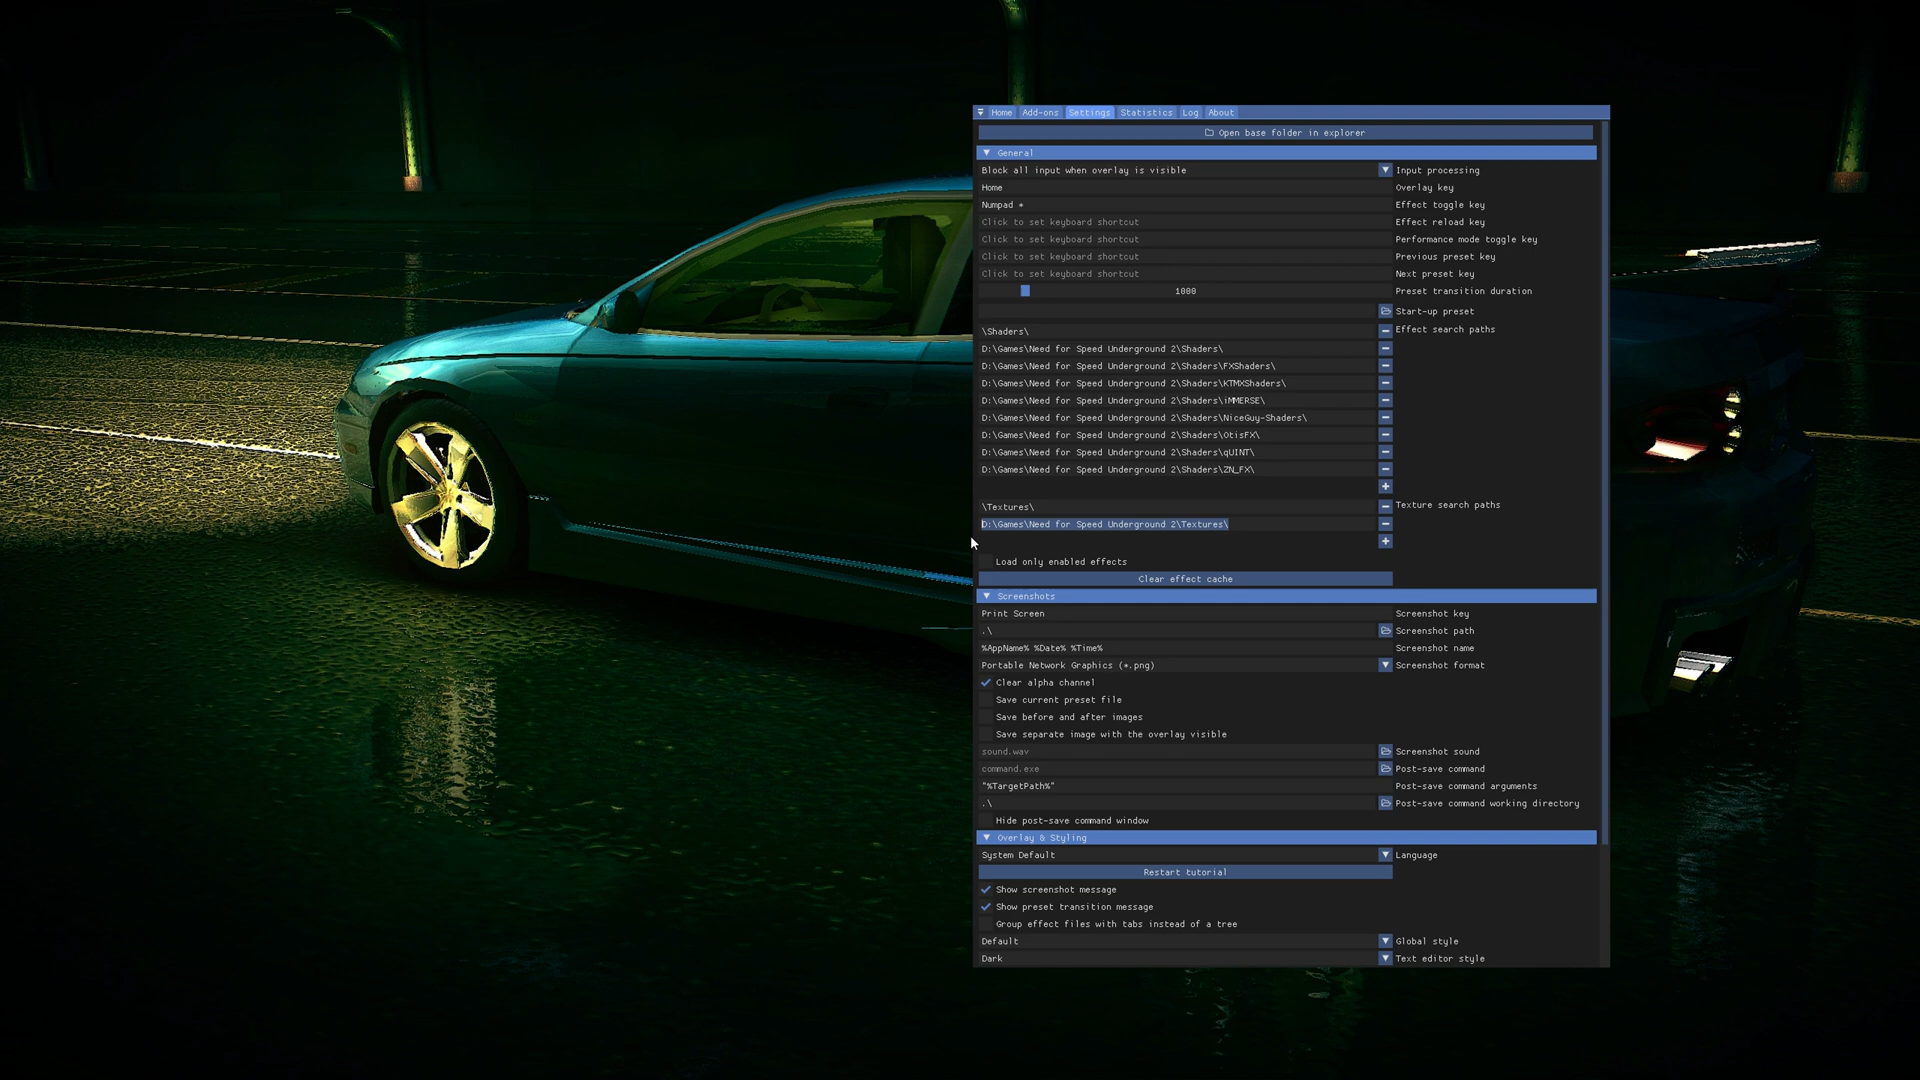 Home Add-ons Settings Statistics Log About
Open base folder in explorer
General
Block all input when overlay is visible Input processing
Home Overlay key
Numpad * Effect toggle key
Click to set keyboard shortcut Effect reload key
Click to set keyboard shortcut Performance mode toggle key
Click to set keyboard shortcut Previous preset key
Click to set keyboard shortcut Next preset key
1000 Preset transition duration
Start-up preset
\Shaders\ Effect search paths
D:\Games\Need for Speed Underground 2\Shaders\
D:\Games\Need for Speed Underground 2\Shaders\FXShaders\
D:\Games\Need for Speed Underground 2\Shaders\KTMXShaders\
D:\Games\Need for Speed Underground 2\Shaders\iMMERSE\
D:\Games\Need for Speed Underground 2\Shaders\NiceGuy-Shaders\
D:\Games\Need for Speed Underground 2\Shaders\OtisFX\
D:\Games\Need for Speed Underground 2\Shaders\qUINT\
D:\Games\Need for Speed Underground 2\Shaders\ZN_FX\
\Textures\ Texture search paths
D:\Games\Need for Speed Underground 2\Textures\
Load only enabled effects
Clear effect cache
Screenshots
Print Screen Screenshot key
.\ Screenshot path
%AppName% %Date% %Time% Screenshot name
Portable Network Graphics (*.png) Screenshot format
Clear alpha channel
Save current preset file
Save before and after images
Save separate image with the overlay visible
sound.wav Screenshot sound
command.exe Post-save command
"%TargetPath%" Post-save command arguments
.\ Post-save command working directory
Hide post-save command window
Overlay & Styling
System Default Language
Restart tutorial
Show screenshot message
Show preset transition message
Group effect files with tabs instead of a tree
Default Global style
Dark Text editor style